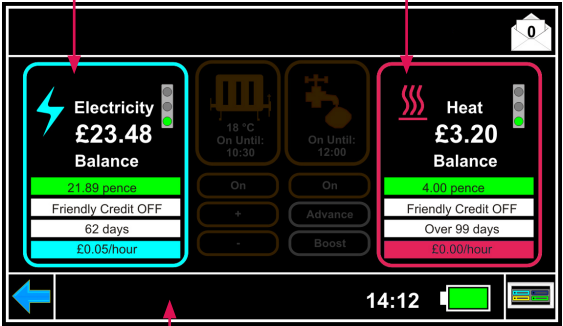 0
Electricity
£23.48
Balance
21.89 pence
Friendly Credit OFF
62 days
£0.05/hour
18 °C
On Until:
10:30
On
+
-
On Until:
12:00
On
Advance
Boost
Heat
£3.20
Balance
4.00 pence
Friendly Credit OFF
Over 99 days
£0.00/hour
14:12